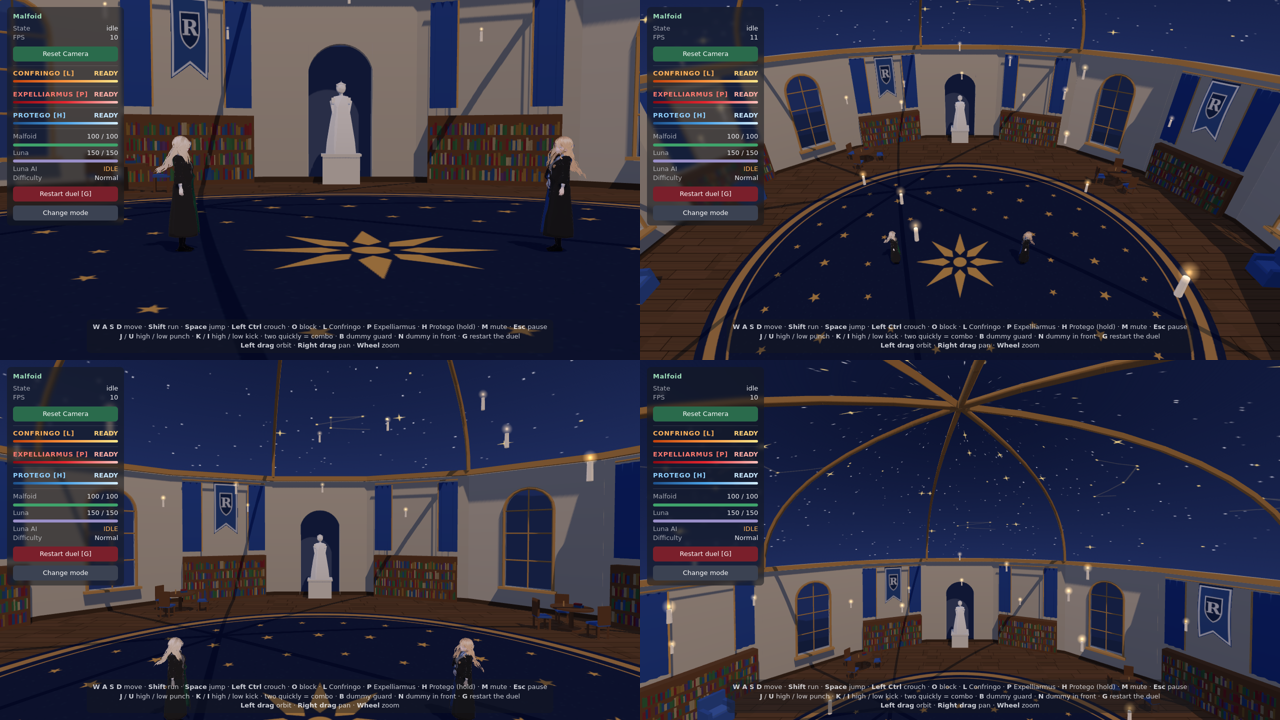 Malfoid
State idle
FPS 10
Reset Camera
CONFRINGO [L] READY
EXPELLIARMUS [P] READY
PROTEGO [H] READY
Malfoid 100 / 100
Luna 150 / 150
Luna AI IDLE
Difficulty Normal
Restart duel [G]
Change mode
R
W A S D move · Shift run · Space jump · Left Ctrl crouch · O block · L Confringo · P Expelliarmus · H Protego (hold) · M mute · Esc pause
J / U high / low punch · K / I high / low kick · two quickly = combo · B dummy guard · N dummy in front · G restart the duel
Left drag orbit · Right drag pan · Wheel zoom
Malfoid
State idle
FPS 11
Reset Camera
CONFRINGO [L] READY
EXPELLIARMUS [P] READY
PROTEGO [H] READY
Malfoid 100 / 100
Luna 150 / 150
Luna AI IDLE
Difficulty Normal
Restart duel [G]
Change mode
R
R
W A S D move · Shift run · Space jump · Left Ctrl crouch · O block · L Confringo · P Expelliarmus · H Protego (hold) · M mute · Esc pause
J / U high / low punch · K / I high / low kick · two quickly = combo · B dummy guard · N dummy in front · G restart the duel
Left drag orbit · Right drag pan · Wheel zoom
Malfoid
State idle
FPS 10
Reset Camera
CONFRINGO [L] READY
EXPELLIARMUS [P] READY
PROTEGO [H] READY
Malfoid 100 / 100
Luna 150 / 150
Luna AI IDLE
Difficulty Normal
Restart duel [G]
Change mode
R
W A S D move · Shift run · Space jump · Left Ctrl crouch · O block · L Confringo · P Expelliarmus · H Protego (hold) · M mute · Esc pause
J / U high / low punch · K / I high / low kick · two quickly = combo · B dummy guard · N dummy in front · G restart the duel
Left drag orbit · Right drag pan · Wheel zoom
Malfoid
State idle
FPS 10
Reset Camera
CONFRINGO [L] READY
EXPELLIARMUS [P] READY
PROTEGO [H] READY
Malfoid 100 / 100
Luna 150 / 150
Luna AI IDLE
Difficulty Normal
Restart duel [G]
Change mode
R
R
W A S D move · Shift run · Space jump · Left Ctrl crouch · O block · L Confringo · P Expelliarmus · H Protego (hold) · M mute · Esc pause
J / U high / low punch · K / I high / low kick · two quickly = combo · B dummy guard · N dummy in front · G restart the duel
Left drag orbit · Right drag pan · Wheel zoom